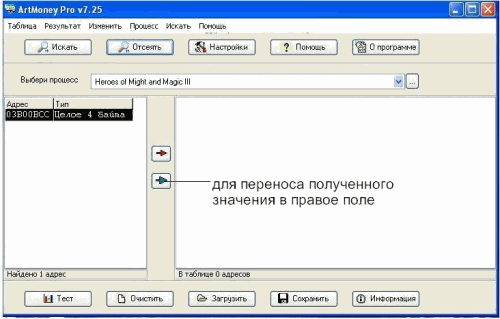 ArtMoney Pro v7.25
Таблица Результат Изменить Процесс Искать Помощь
Искать Отсеять Настройки ? Помощь О программе
Выбери процесс Heroes of Might and Magic III ...
Адрес Тип
03B00BCC Целое 4 байта
для переноса полученного
значения в правое поле
Найдено 1 адрес В таблице 0 адресов
Тест Очистить Загрузить Сохранить Информация